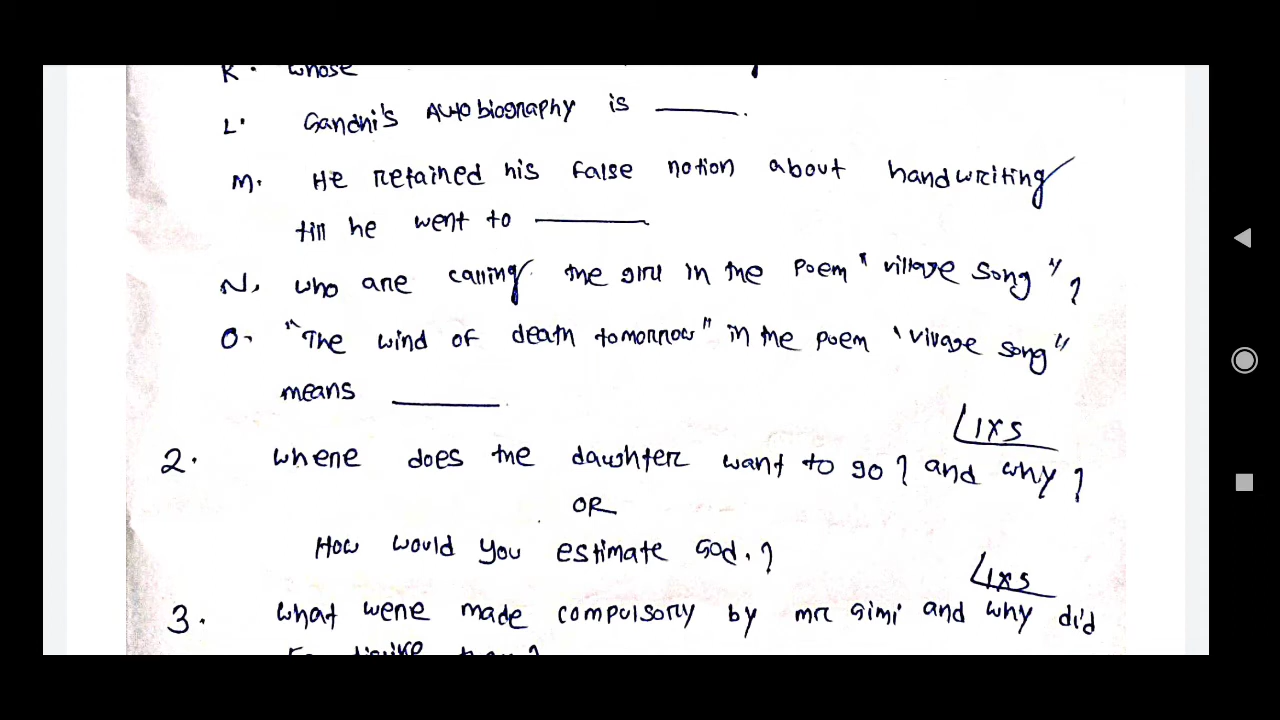 K. whose
L. Gandhi's Autobiography is ______.
M. He retained his false notion about handwriting
till he went to ______
N. who are calling the girl in the poem "village song"?
O. "The wind of death tomorrow" in the poem "village song"
means ______.
1x5
2. where does the daughter want to go? and why?
OR
How would you estimate God.?
1x5
3. what were made compulsory by mr Gimi and why did